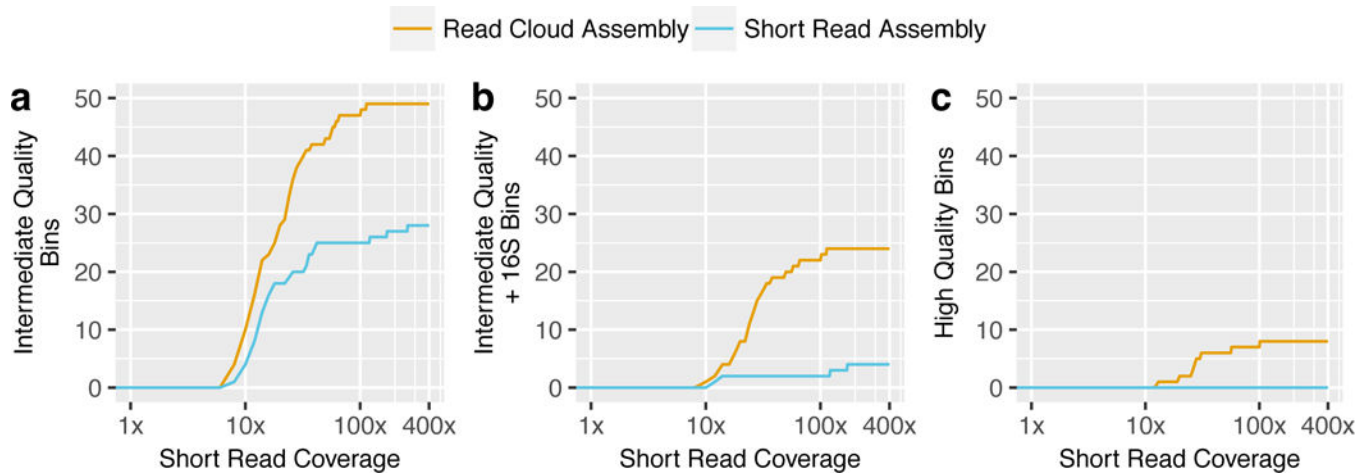 Read Cloud Assembly Short Read Assembly
a
Intermediate Quality
Bins
50
40
30
20
10
0
1x 10x 100x 400x
Short Read Coverage
b
Intermediate Quality
+ 16S Bins
50
40
30
20
10
0
1x 10x 100x 400x
Short Read Coverage
c
High Quality Bins
50
40
30
20
10
0
1x 10x 100x 400x
Short Read Coverage